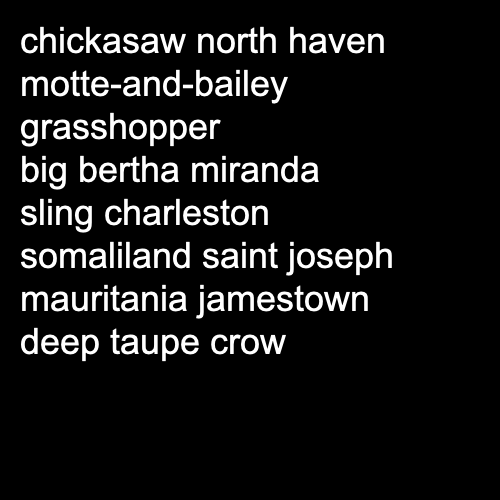 chickasaw north haven
motte-and-bailey
grasshopper
big bertha miranda
sling charleston
somaliland saint joseph
mauritania jamestown
deep taupe crow